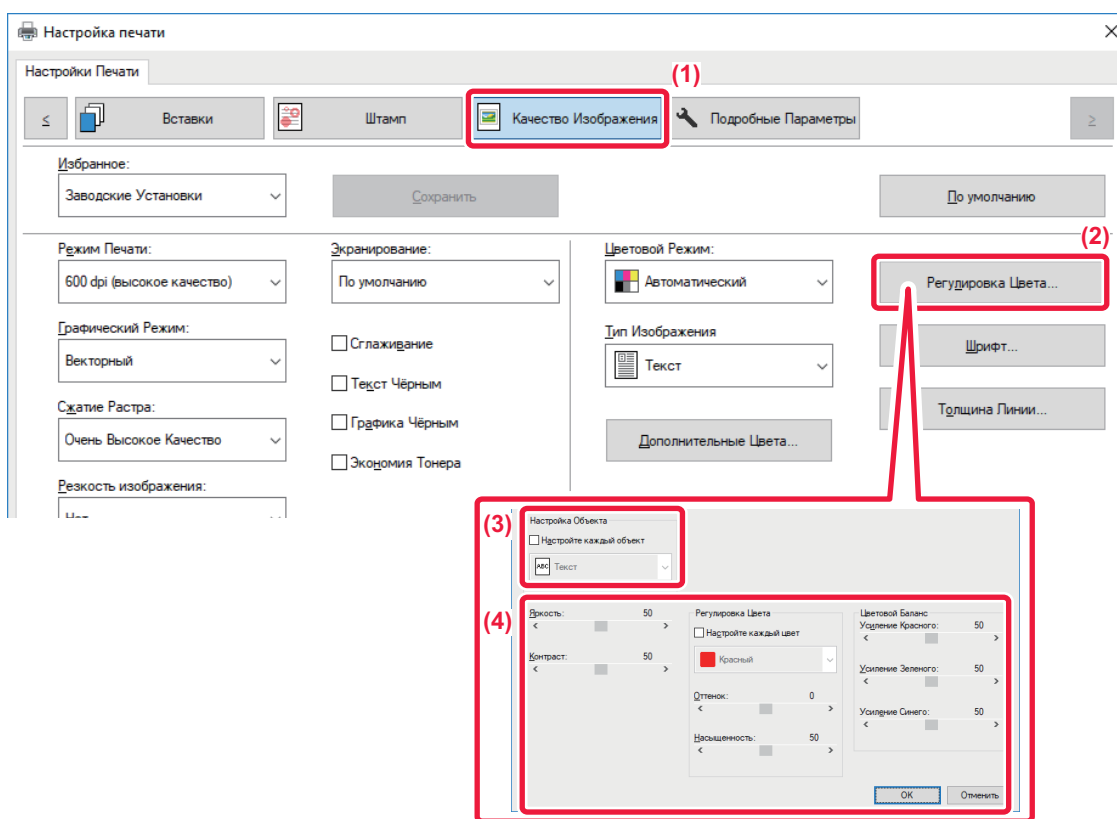 Настройка печати
Настройки Печати
(1)
<
Вставки
Штамп
Качество Изображения
Подробные Параметры
>
Избранное:
Заводские Установки
Сохранить
По умолчанию
(2)
Режим Печати:
600 dpi (высокое качество)
Экранирование:
По умолчанию
Цветовой Режим:
Автоматический
Регулировка Цвета...
Графический Режим:
Векторный
Сглаживание
Тип Изображения
Текст
Шрифт...
Текст Чёрным
Сжатие Растра:
Очень Высокое Качество
Графика Чёрным
Толщина Линии...
Дополнительные Цвета...
Экономия Тонера
Резкость изображения:
Нет
(3)
Настройка Объекта
Настройте каждый объект
ABC Текст
(4)
Яркость: 50
Контраст: 50
Регулировка Цвета
Настройте каждый цвет
Красный
Оттенок: 0
Насыщенность: 50
Цветовой Баланс
Усиление Красного: 50
Усиление Зеленого: 50
Усиление Синего: 50
OK
Отменить